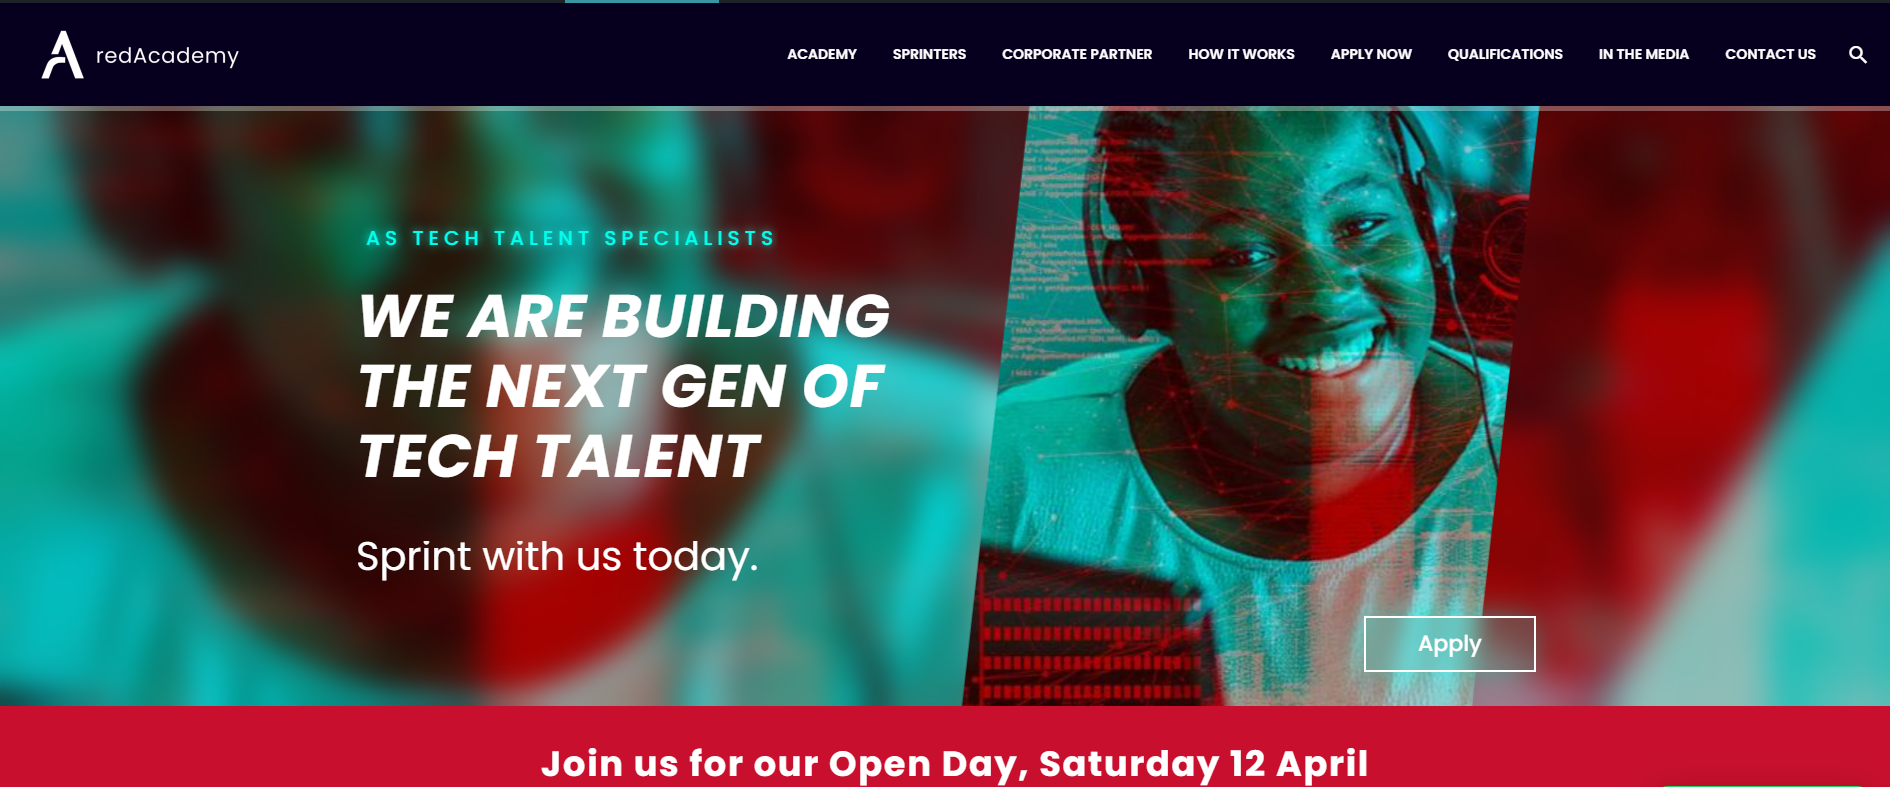 redAcademy
ACADEMY SPRINTERS CORPORATE PARTNER HOW IT WORKS APPLY NOW QUALIFICATIONS IN THE MEDIA CONTACT US
AS TECH TALENT SPECIALISTS
WE ARE BUILDING
THE NEXT GEN OF
TECH TALENT
Sprint with us today.
Apply
Join us for our Open Day, Saturday 12 April